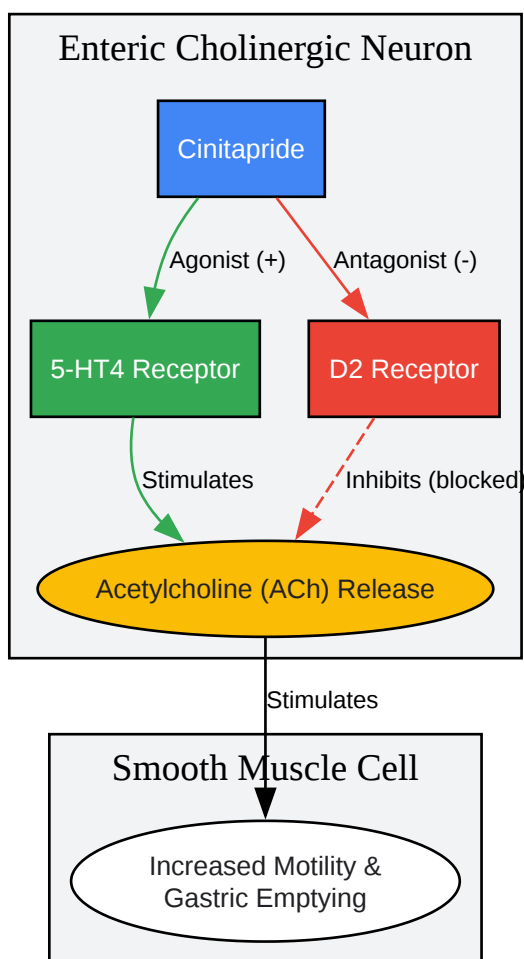 Enteric Cholinergic Neuron
Cinitapride
Agonist (+)
Antagonist (-)
5-HT4 Receptor
D2 Receptor
Stimulates
Inhibits (blocked)
Acetylcholine (ACh) Release
Stimulates
Smooth Muscle Cell
Increased Motility &
Gastric Emptying